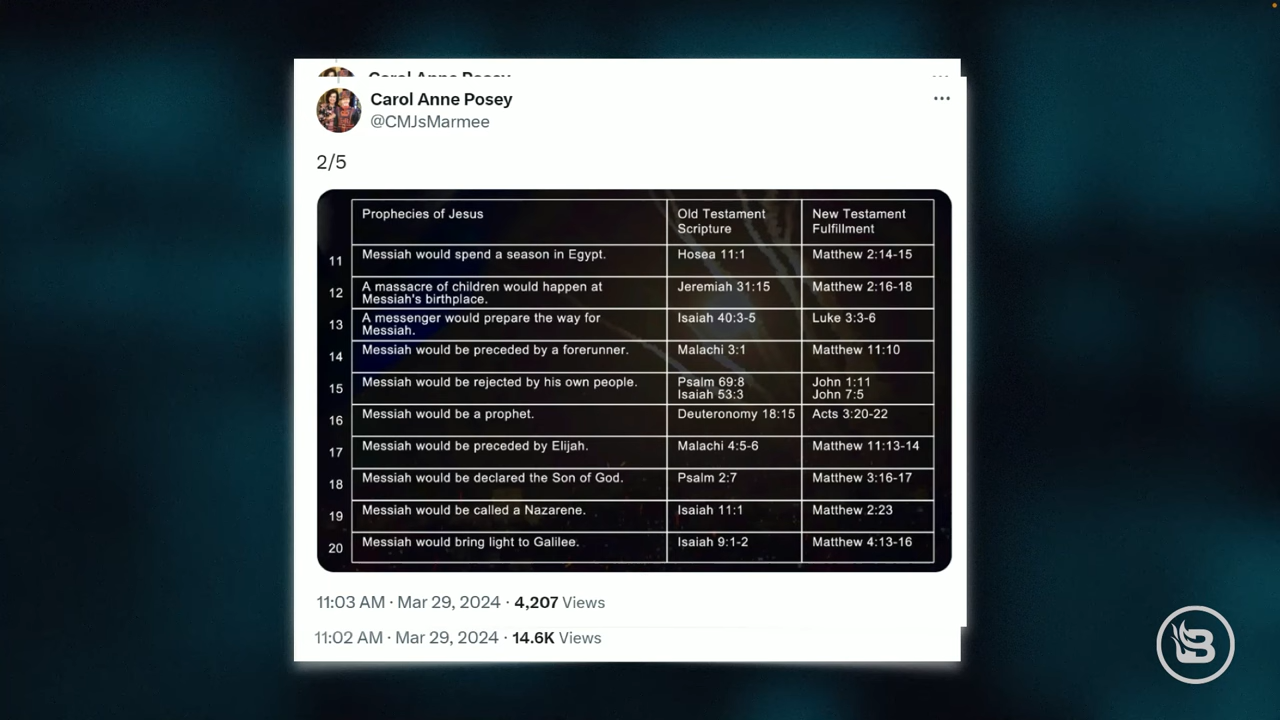 Carol Anne Posey
Carol Anne Posey
@CMJsMarmee
2/5
Prophecies of Jesus
Old Testament
Scripture
New Testament
Fulfillment
11
Messiah would spend a season in Egypt.
Hosea 11:1
Matthew 2:14-15
12
A massacre of children would happen at
Messiah's birthplace.
Jeremiah 31:15
Matthew 2:16-18
13
A messenger would prepare the way for
Messiah.
Isaiah 40:3-5
Luke 3:3-6
14
Messiah would be preceded by a forerunner.
Malachi 3:1
Matthew 11:10
15
Messiah would be rejected by his own people.
Psalm 69:8
Isaiah 53:3
John 1:11
John 7:5
16
Messiah would be a prophet.
Deuteronomy 18:15
Acts 3:20-22
17
Messiah would be preceded by Elijah.
Malachi 4:5-6
Matthew 11:13-14
18
Messiah would be declared the Son of God.
Psalm 2:7
Matthew 3:16-17
19
Messiah would be called a Nazarene.
Isaiah 11:1
Matthew 2:23
20
Messiah would bring light to Galilee.
Isaiah 9:1-2
Matthew 4:13-16
11:03 AM · Mar 29, 2024 · 4,207 Views
11:02 AM · Mar 29, 2024 · 14.6K Views
B